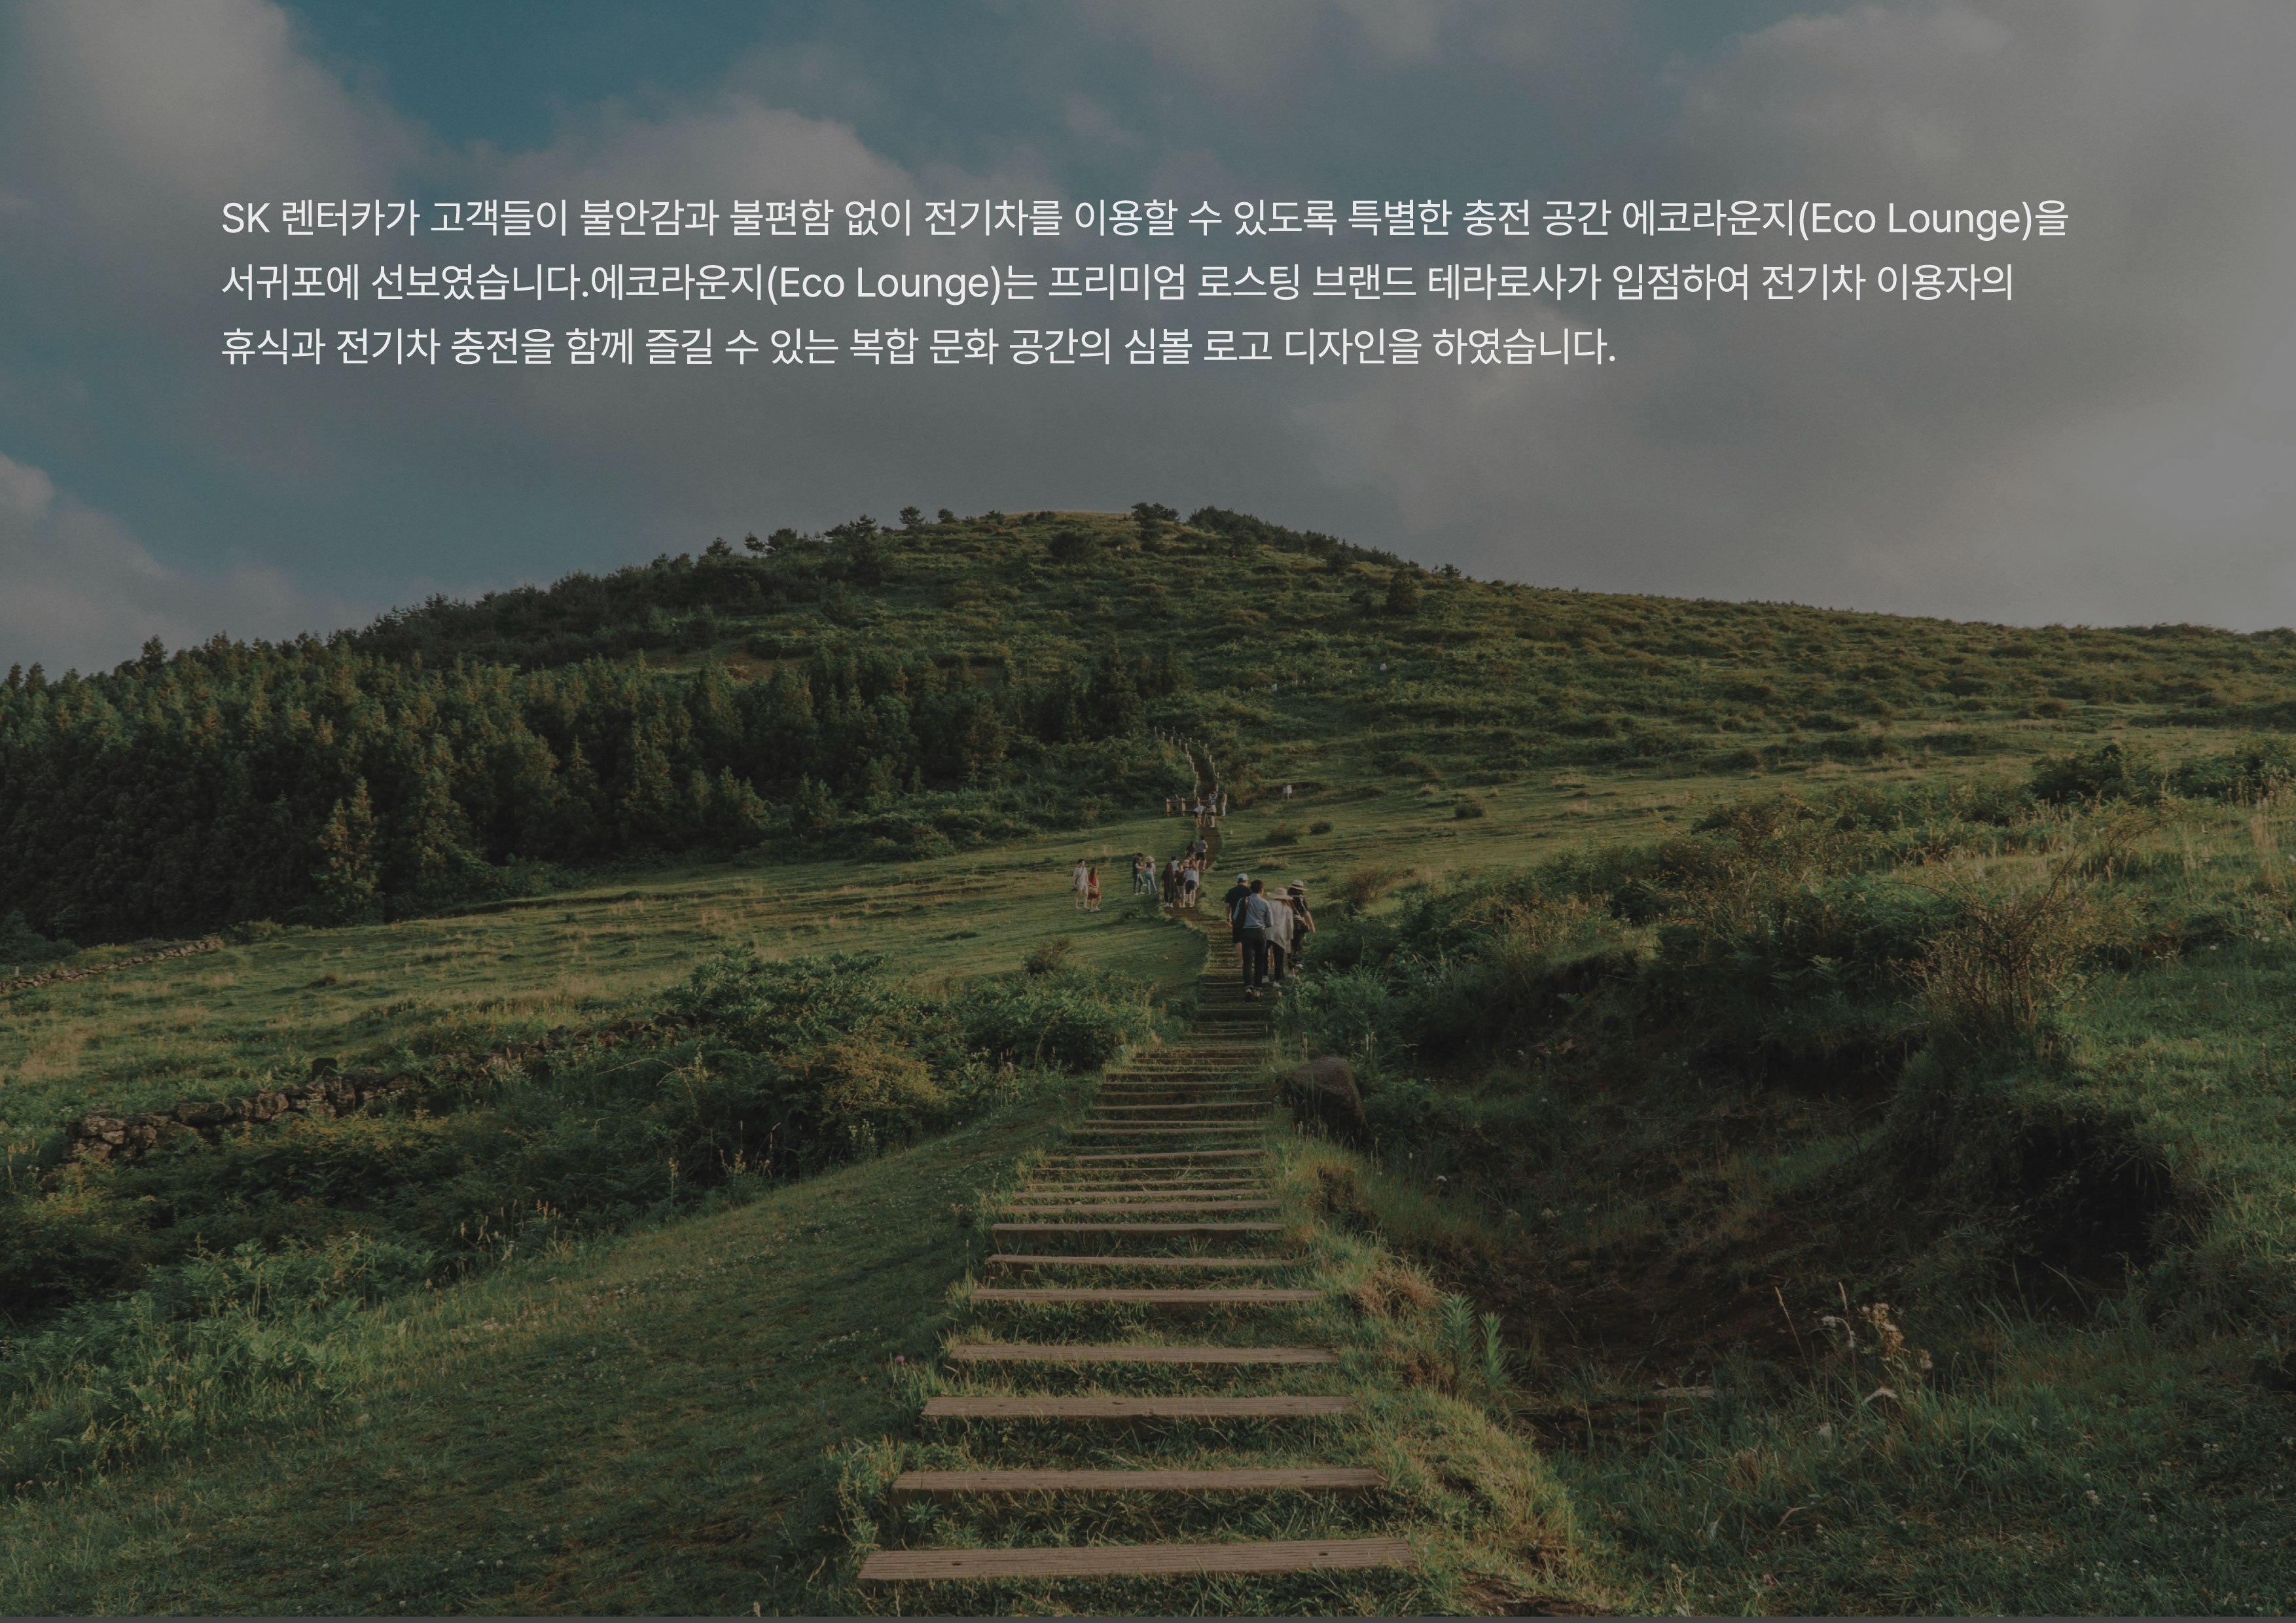 SK 렌터카가 고객들이 불안감과 불편함 없이 전기차를 이용할 수 있도록 특별한 충전 공간 에코라운지(Eco Lounge)을
서귀포에 선보였습니다.에코라운지(Eco Lounge)는 프리미엄 로스팅 브랜드 테라로사가 입점하여 전기차 이용자의
휴식과 전기차 충전을 함께 즐길 수 있는 복합 문화 공간의 심볼 로고 디자인을 하였습니다.